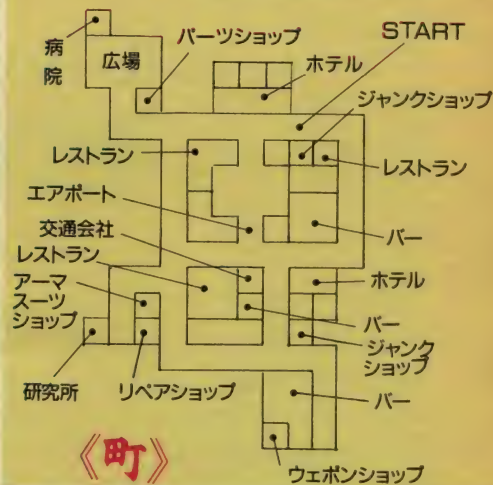 START
病
院
広場
パーツショップ
ホテル
ジャンクショップ
レストラン
レストラン
エアポート
交通会社
バー
レストラン
アーマ
スーツ
ショップ
ホテル
バー
ジャンク
ショップ
研究所
リペアショップ
バー
《町》
ウェポンショップ